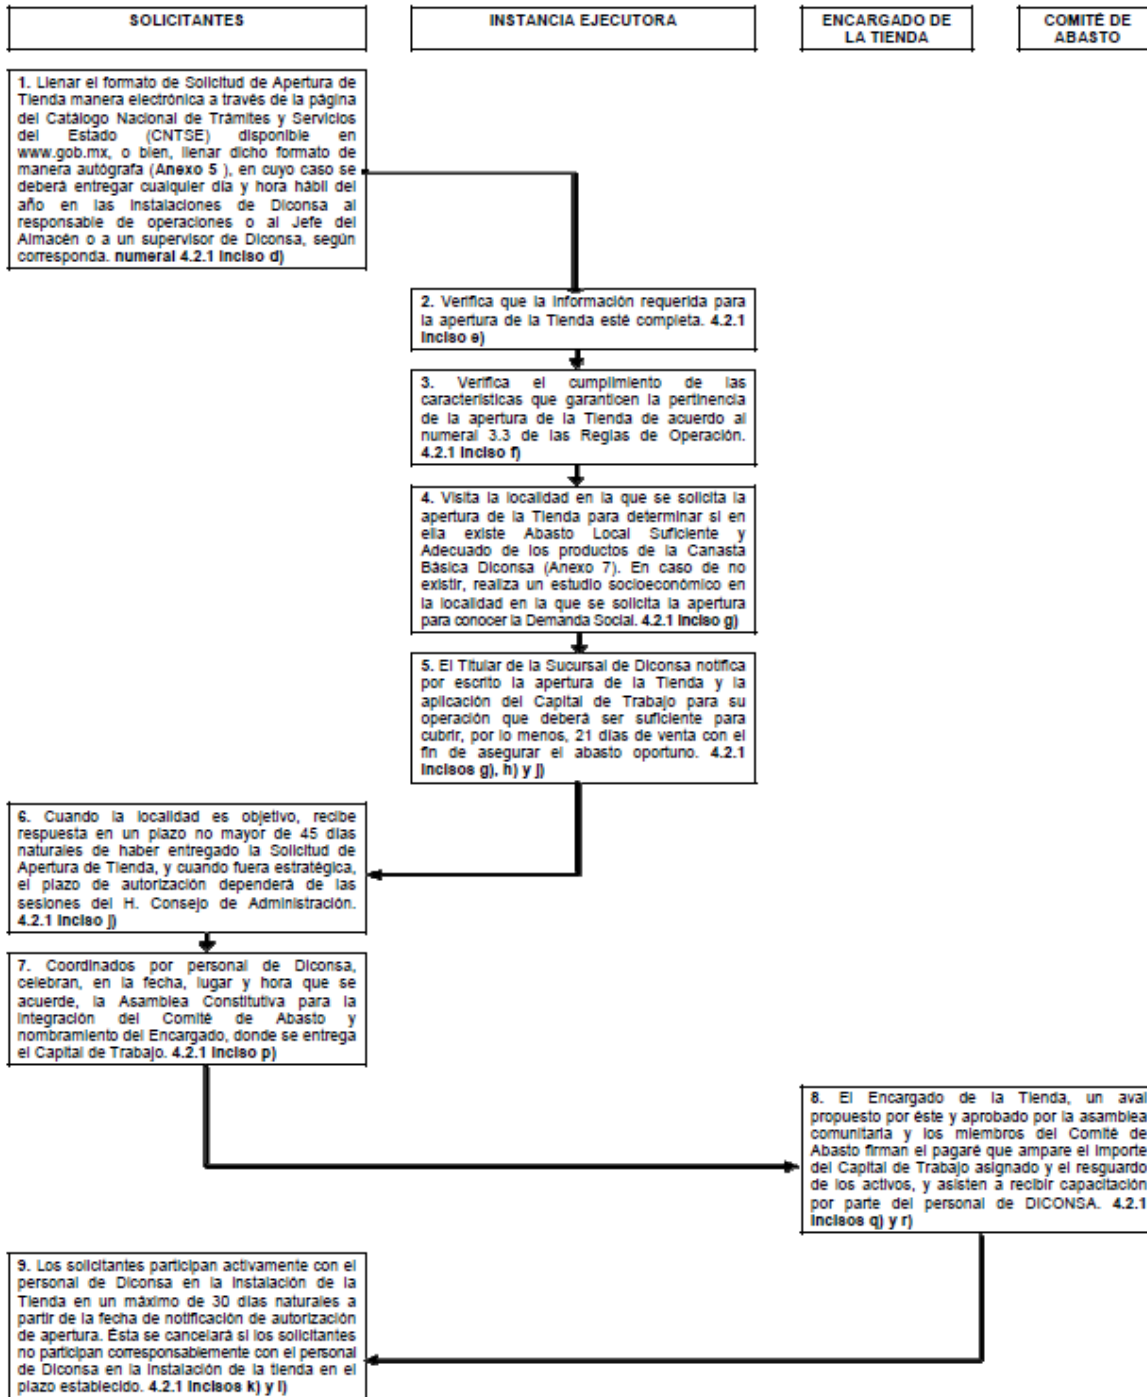 SOLICITANTES
INSTANCIA EJECUTORA
ENCARGADO DE
LA TIENDA
COMITÉ DE
ABASTO
1. Llenar el formato de Solicitud de Apertura de
Tienda manera electrónica a través de la página
del Catálogo Nacional de Trámites y Servicios
del Estado (CNTSE) disponible en
www.gob.mx, o bien, llenar dicho formato de
manera autógrafa (Anexo 5 ), en cuyo caso se
deberá entregar cualquier día y hora hábil del
año en las instalaciones de Diconsa al
responsable de operaciones o al Jefe del
Almacén o a un supervisor de Diconsa, según
corresponda. numeral 4.2.1 inciso d)
2. Verifica que la información requerida para
la apertura de la Tienda esté completa. 4.2.1
inciso e)
3. Verifica el cumplimiento de las
características que garanticen la pertinencia
de la apertura de la Tienda de acuerdo al
numeral 3.3 de las Reglas de Operación.
4.2.1 inciso f)
4. Visita la localidad en la que se solicita la
apertura de la Tienda para determinar si en
ella existe Abasto Local Suficiente y
Adecuado de los productos de la Canasta
Básica Diconsa (Anexo 7). En caso de no
existir, realiza un estudio socioeconómico en
la localidad en la que se solicita la apertura
para conocer la Demanda Social. 4.2.1 inciso g)
5. El Titular de la Sucursal de Diconsa notifica
por escrito la apertura de la Tienda y la
aplicación del Capital de Trabajo para su
operación que deberá ser suficiente para
cubrir, por lo menos, 21 días de venta con el
fin de asegurar el abasto oportuno. 4.2.1
incisos g), h) y j)
6. Cuando la localidad es objetivo, recibe
respuesta en un plazo no mayor de 45 días
naturales de haber entregado la Solicitud de
Apertura de Tienda, y cuando fuera estratégica,
el plazo de autorización dependerá de las
sesiones del H. Consejo de Administración.
4.2.1 inciso j)
7. Coordinados por personal de Diconsa,
celebran, en la fecha, lugar y hora que se
acuerde, la Asamblea Constitutiva para la
integración del Comité de Abasto y
nombramiento del Encargado, donde se entrega
el Capital de Trabajo. 4.2.1 inciso p)
8. El Encargado de la Tienda, un aval
propuesto por éste y aprobado por la asamblea
comunitaria y los miembros del Comité de
Abasto firman el pagaré que ampare el importe
del Capital de Trabajo asignado y el resguardo
de los activos, y asisten a recibir capacitación
por parte del personal de DICONSA. 4.2.1
incisos q) y r)
9. Los solicitantes participan activamente con el
personal de Diconsa en la instalación de la
Tienda en un máximo de 30 días naturales a
partir de la fecha de notificación de autorización
de apertura. Ésta se cancelará si los solicitantes
no participan corresponsablemente con el personal
de Diconsa en la instalación de la tienda en el
plazo establecido. 4.2.1 incisos k) y l)